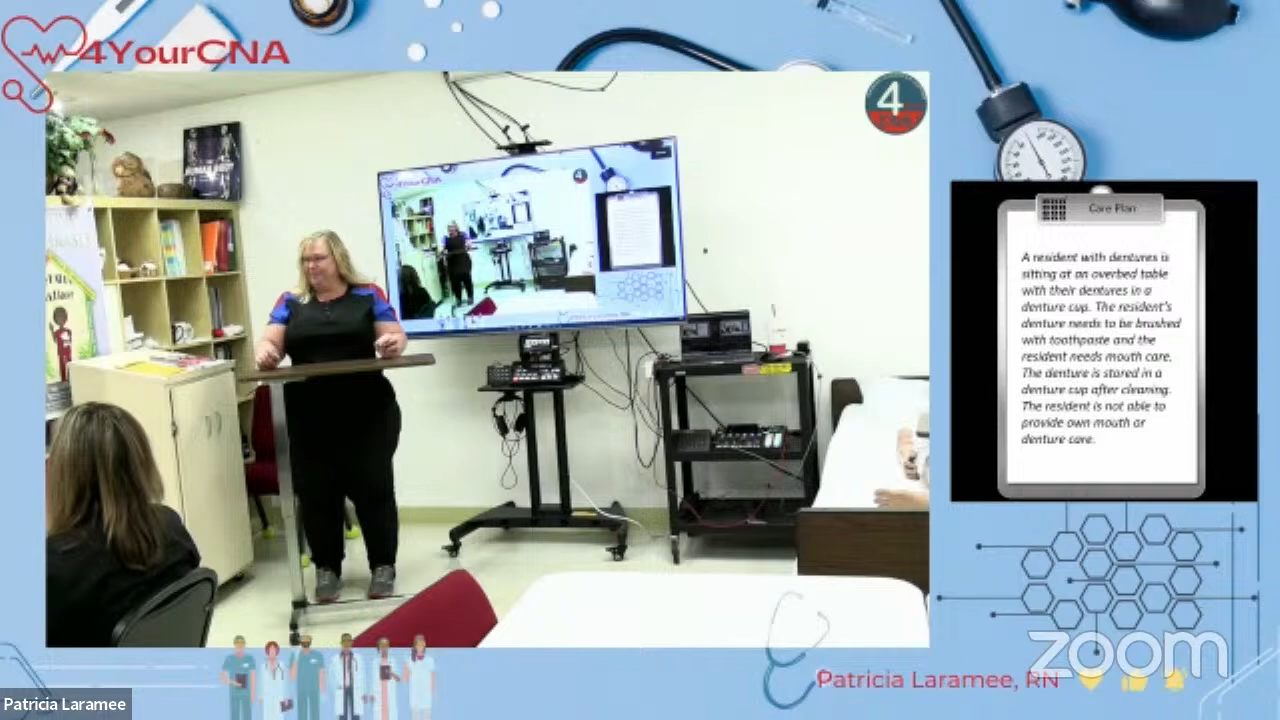 4YourCNA
4
HUMAN BODY
Care Plan
A resident with dentures is
sitting at an overbed table
with their dentures in a
denture cup. The resident's
denture needs to be brushed
with toothpaste and the
resident needs mouth care.
The denture is stored in a
denture cup after cleaning.
The resident is not able to
provide own mouth or
denture care.
zoom
Patricia Laramee, RN
Patricia Laramee